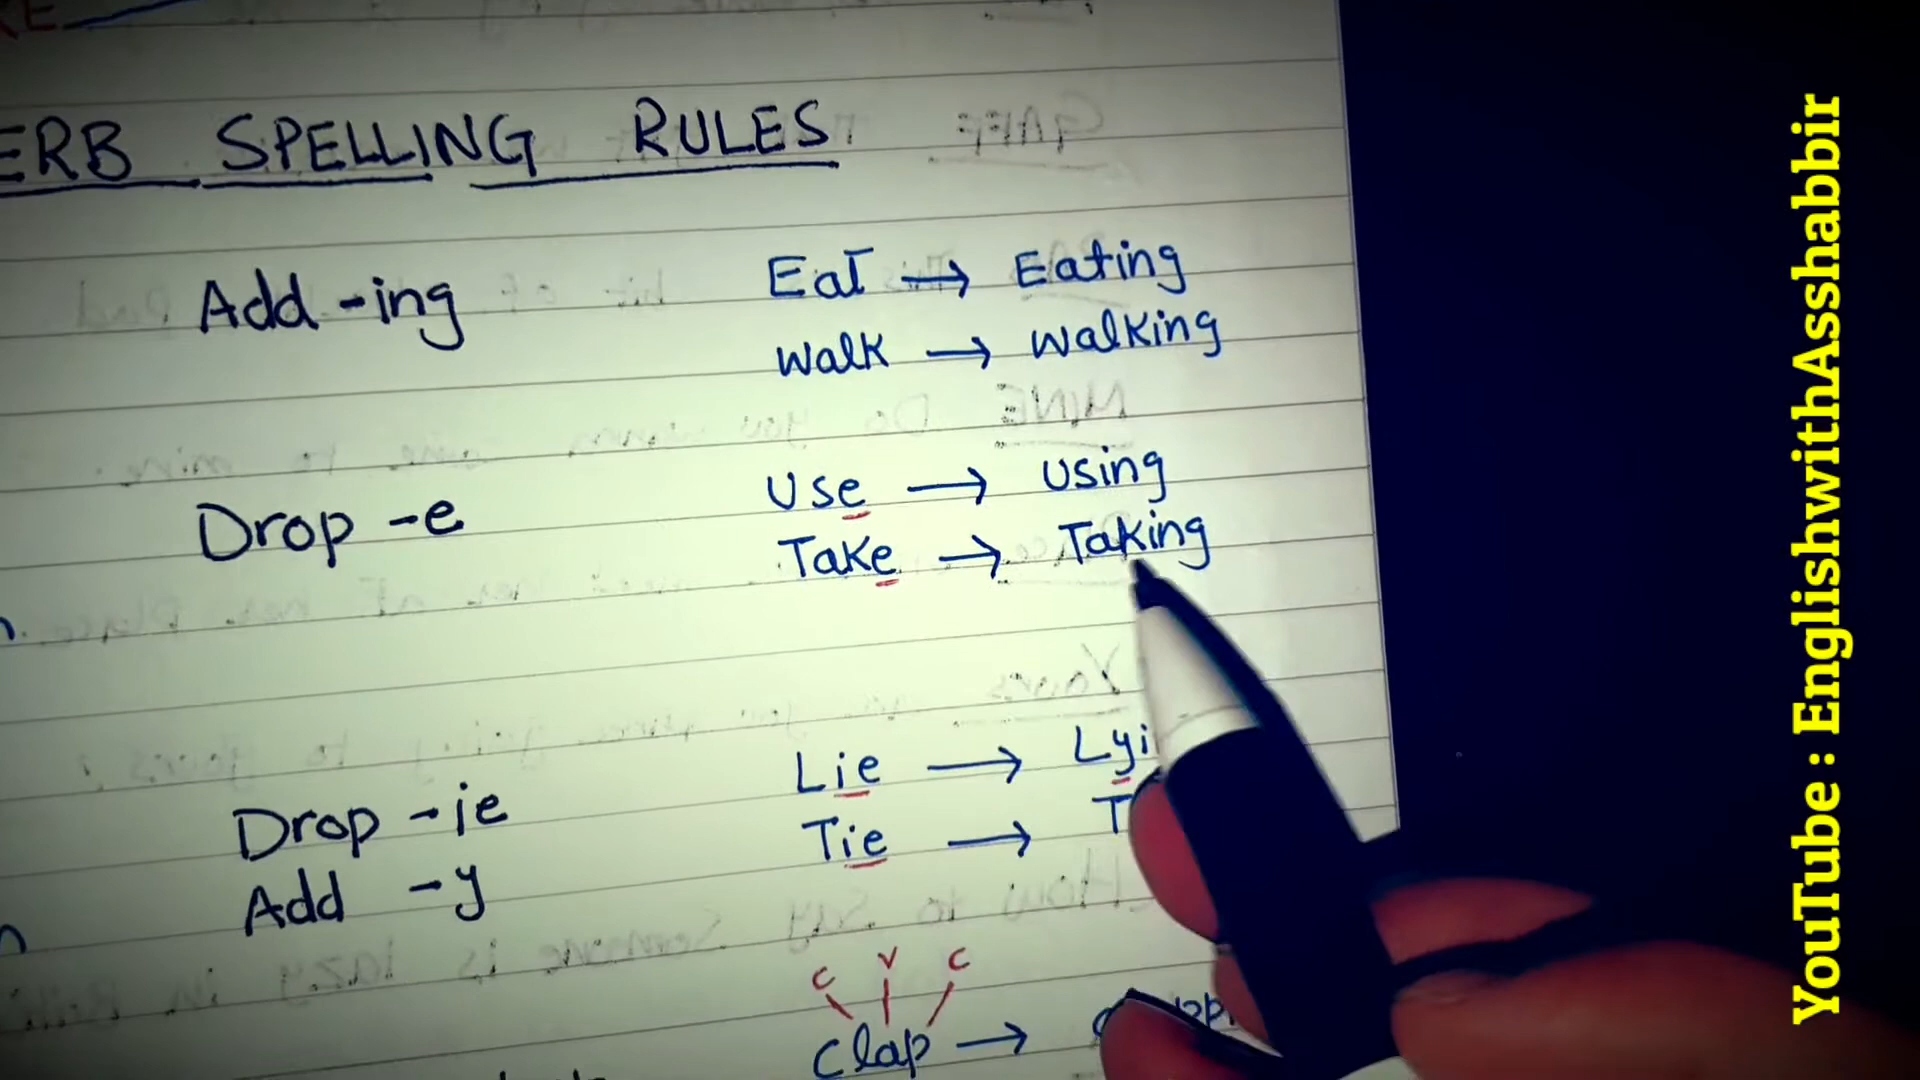 ERB SPELLING RULES
Add -ing
Eat → Eating
Walk → Walking
Drop -e
Use → Using
Take → Taking
Drop -ie
Add -y
Lie → Lyi
Tie → T
c v c
Clap →
YouTube : EnglishwithAsshabbir